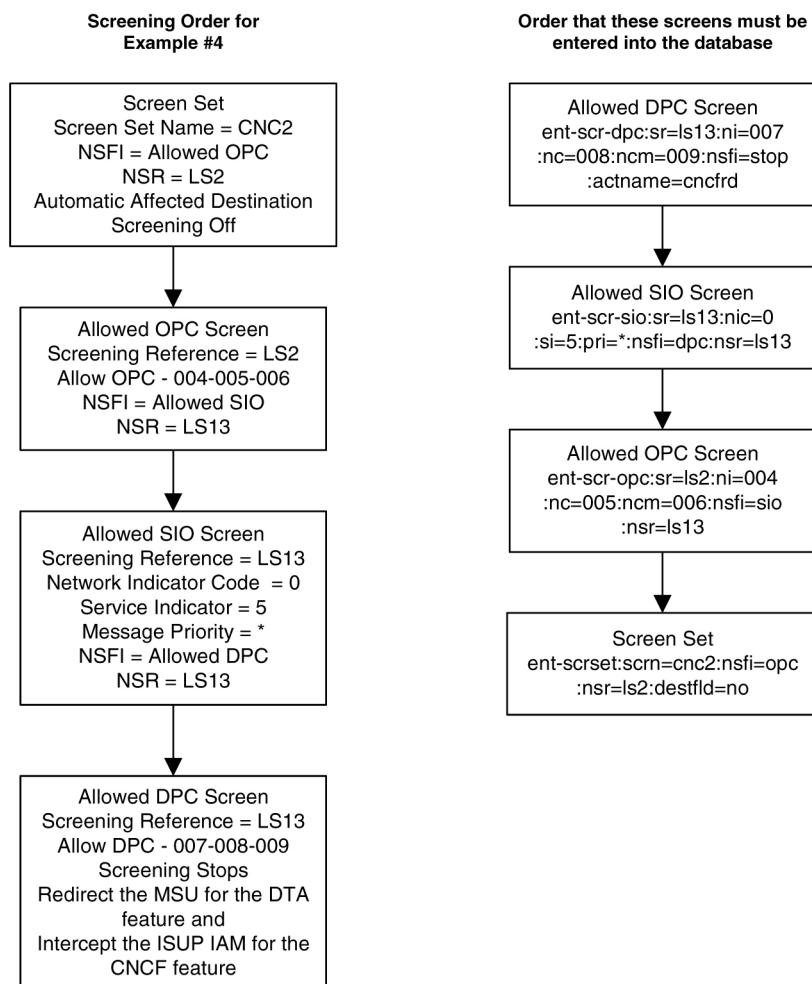 Screening Order for
Example #4
Screen Set
Screen Set Name = CNC2
NSFI = Allowed OPC
NSR = LS2
Automatic Affected Destination
Screening Off
Allowed OPC Screen
Screening Reference = LS2
Allow OPC - 004-005-006
NSFI = Allowed SIO
NSR = LS13
Allowed SIO Screen
Screening Reference = LS13
Network Indicator Code = 0
Service Indicator = 5
Message Priority = *
NSFI = Allowed DPC
NSR = LS13
Allowed DPC Screen
Screening Reference = LS13
Allow DPC - 007-008-009
Screening Stops
Redirect the MSU for the DTA
feature and
Intercept the ISUP IAM for the
CNCF feature
Order that these screens must be
entered into the database
Allowed DPC Screen
ent-scr-dpc:sr=ls13:ni=007
:nc=008:ncm=009:nsfi=stop
:actname=cncfrd
Allowed SIO Screen
ent-scr-sio:sr=ls13:nic=0
:si=5:pri=*:nsfi=dpc:nsr=ls13
Allowed OPC Screen
ent-scr-opc:sr=ls2:ni=004
:nc=005:ncm=006:nsfi=sio
:nsr=ls13
Screen Set
ent-scrset:scrn=cnc2:nsfi=opc
:nsr=ls2:destfld=no